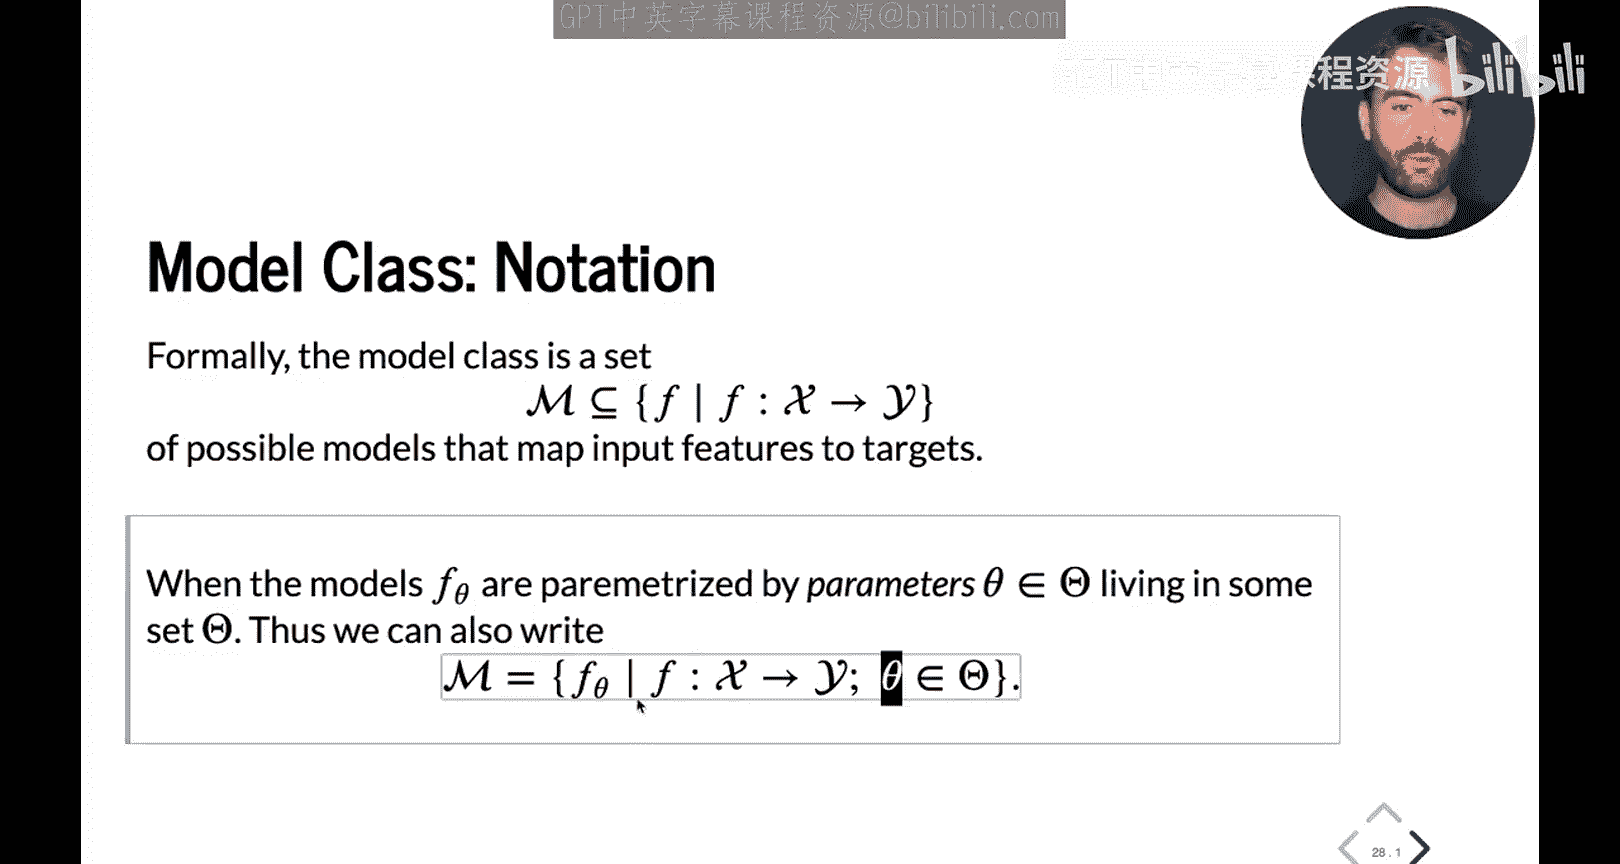 GPT中英字幕课程资源@bilibili.com
程资源 bilibili
Model Class: Notation
Formally, the model class is a set
ℳ ⊆ {f | f : 𝒳 → 𝒴}
of possible models that map input features to targets.
When the models f_θ are paremetrized by parameters θ ∈ Θ living in some
set Θ. Thus we can also write
ℳ = {f_θ | f : 𝒳 → 𝒴; θ ∈ Θ}.
28.1